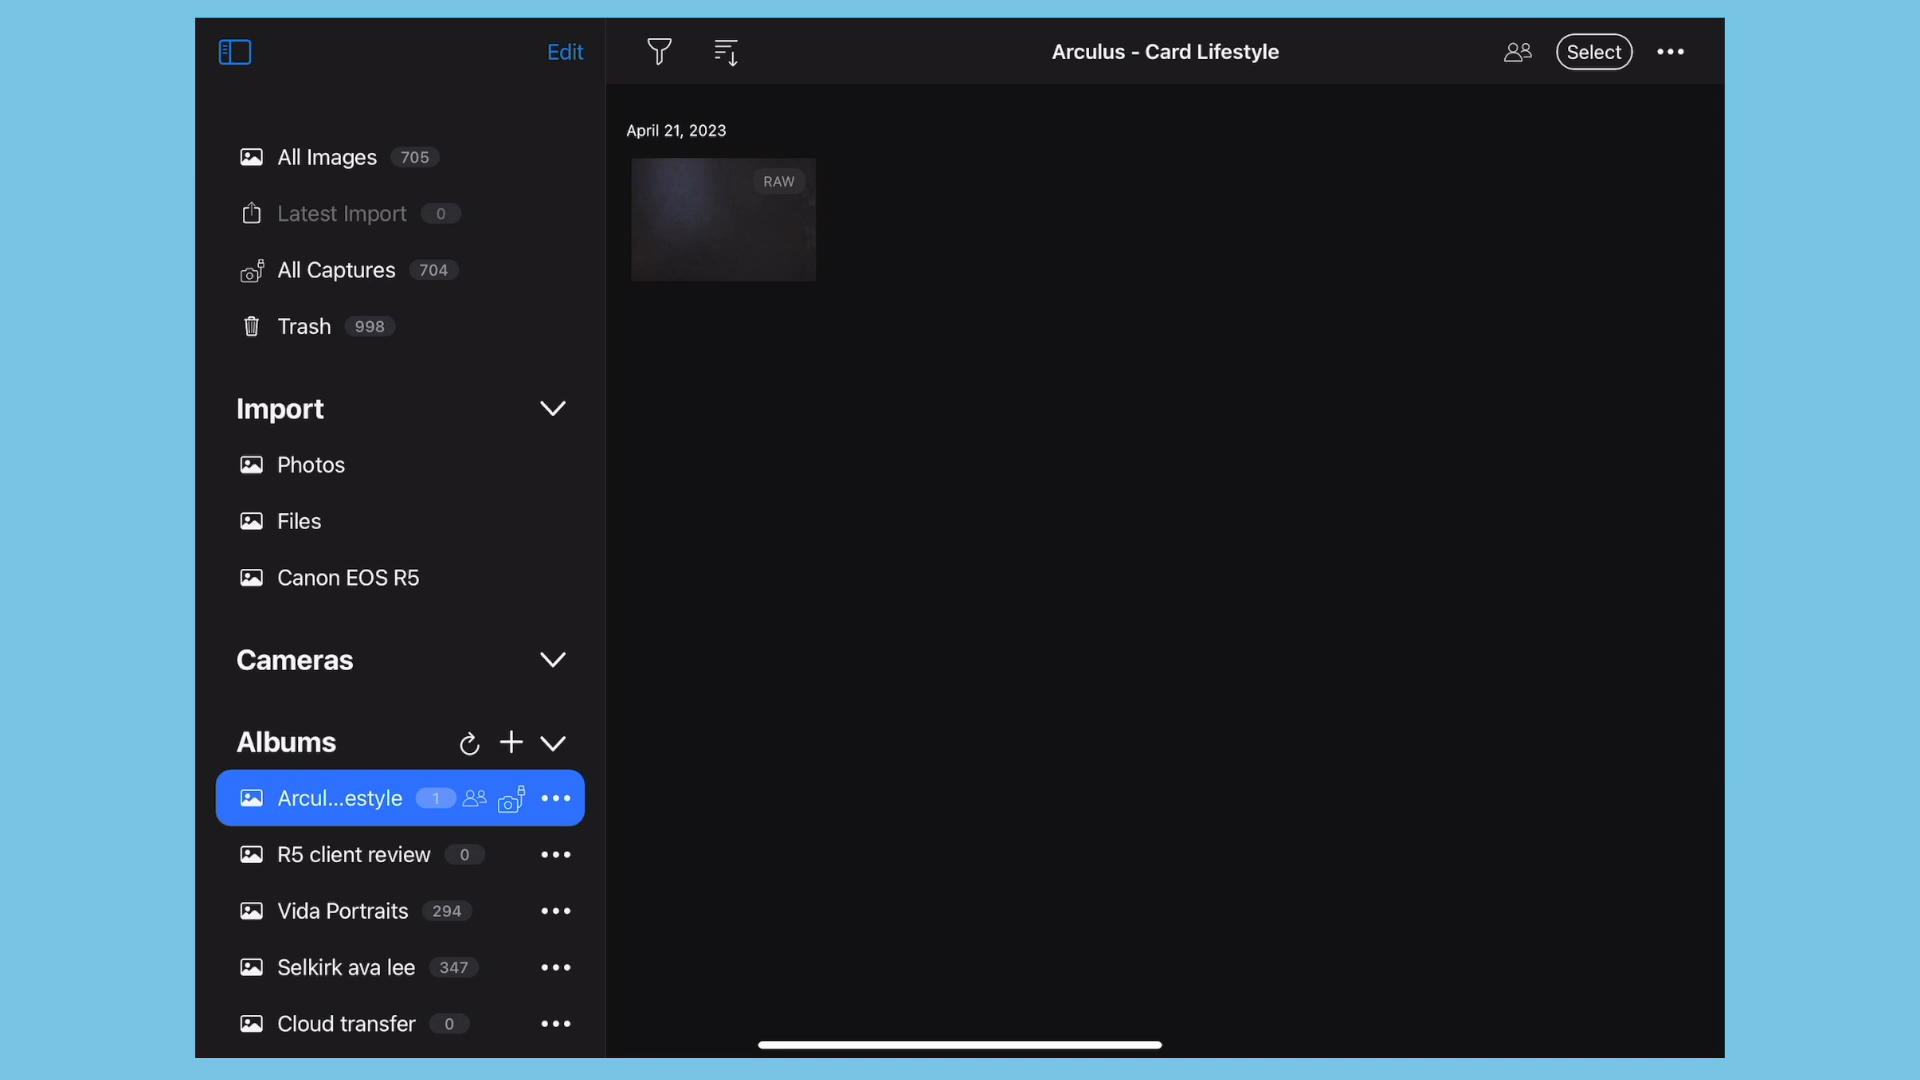 Edit
Arculus - Card Lifestyle
Select
April 21, 2023
RAW
All Images 705
Latest Import 0
All Captures 704
Trash 998
Import
Photos
Files
Canon EOS R5
Cameras
Albums
Arcul...estyle 1
R5 client review 0
Vida Portraits 294
Selkirk ava lee 347
Cloud transfer 0